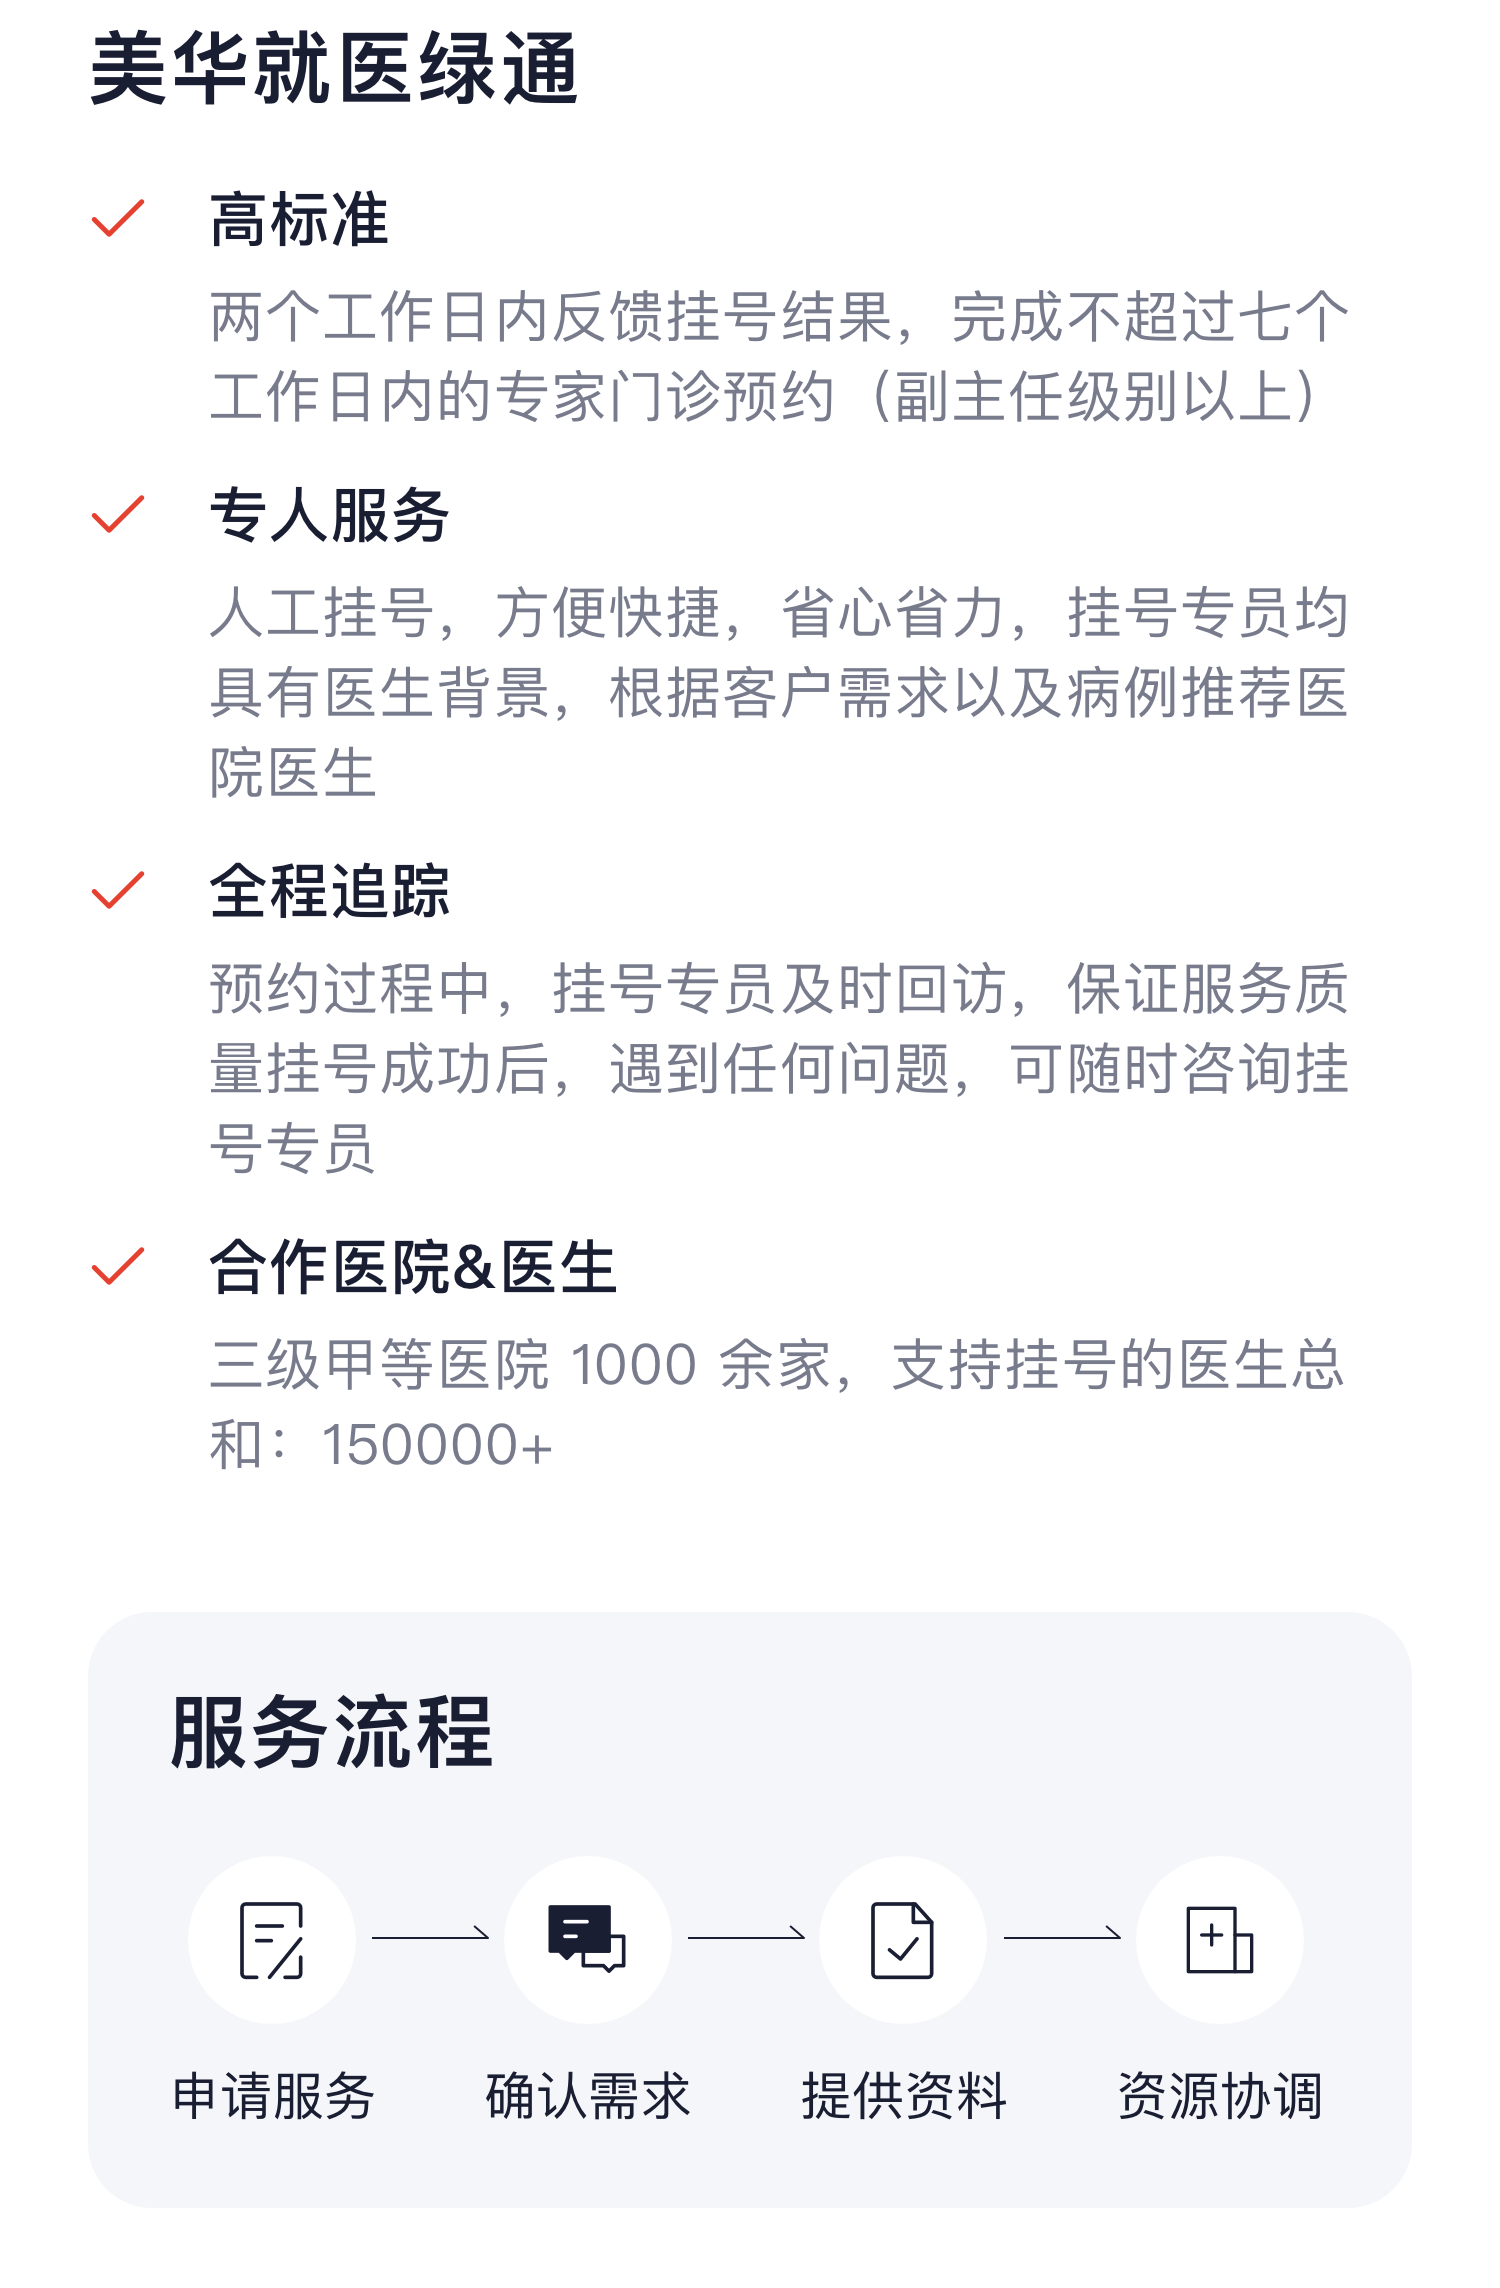 美华就医绿通
高标准
两个工作日内反馈挂号结果，完成不超过七个
工作日内的专家门诊预约（副主任级别以上）
专人服务
人工挂号，方便快捷，省心省力，挂号专员均
具有医生背景，根据客户需求以及病例推荐医
院医生
全程追踪
预约过程中，挂号专员及时回访，保证服务质
量挂号成功后，遇到任何问题，可随时咨询挂
号专员
合作医院&医生
三级甲等医院 1000 余家，支持挂号的医生总
和：150000+
服务流程
申请服务
确认需求
提供资料
资源协调